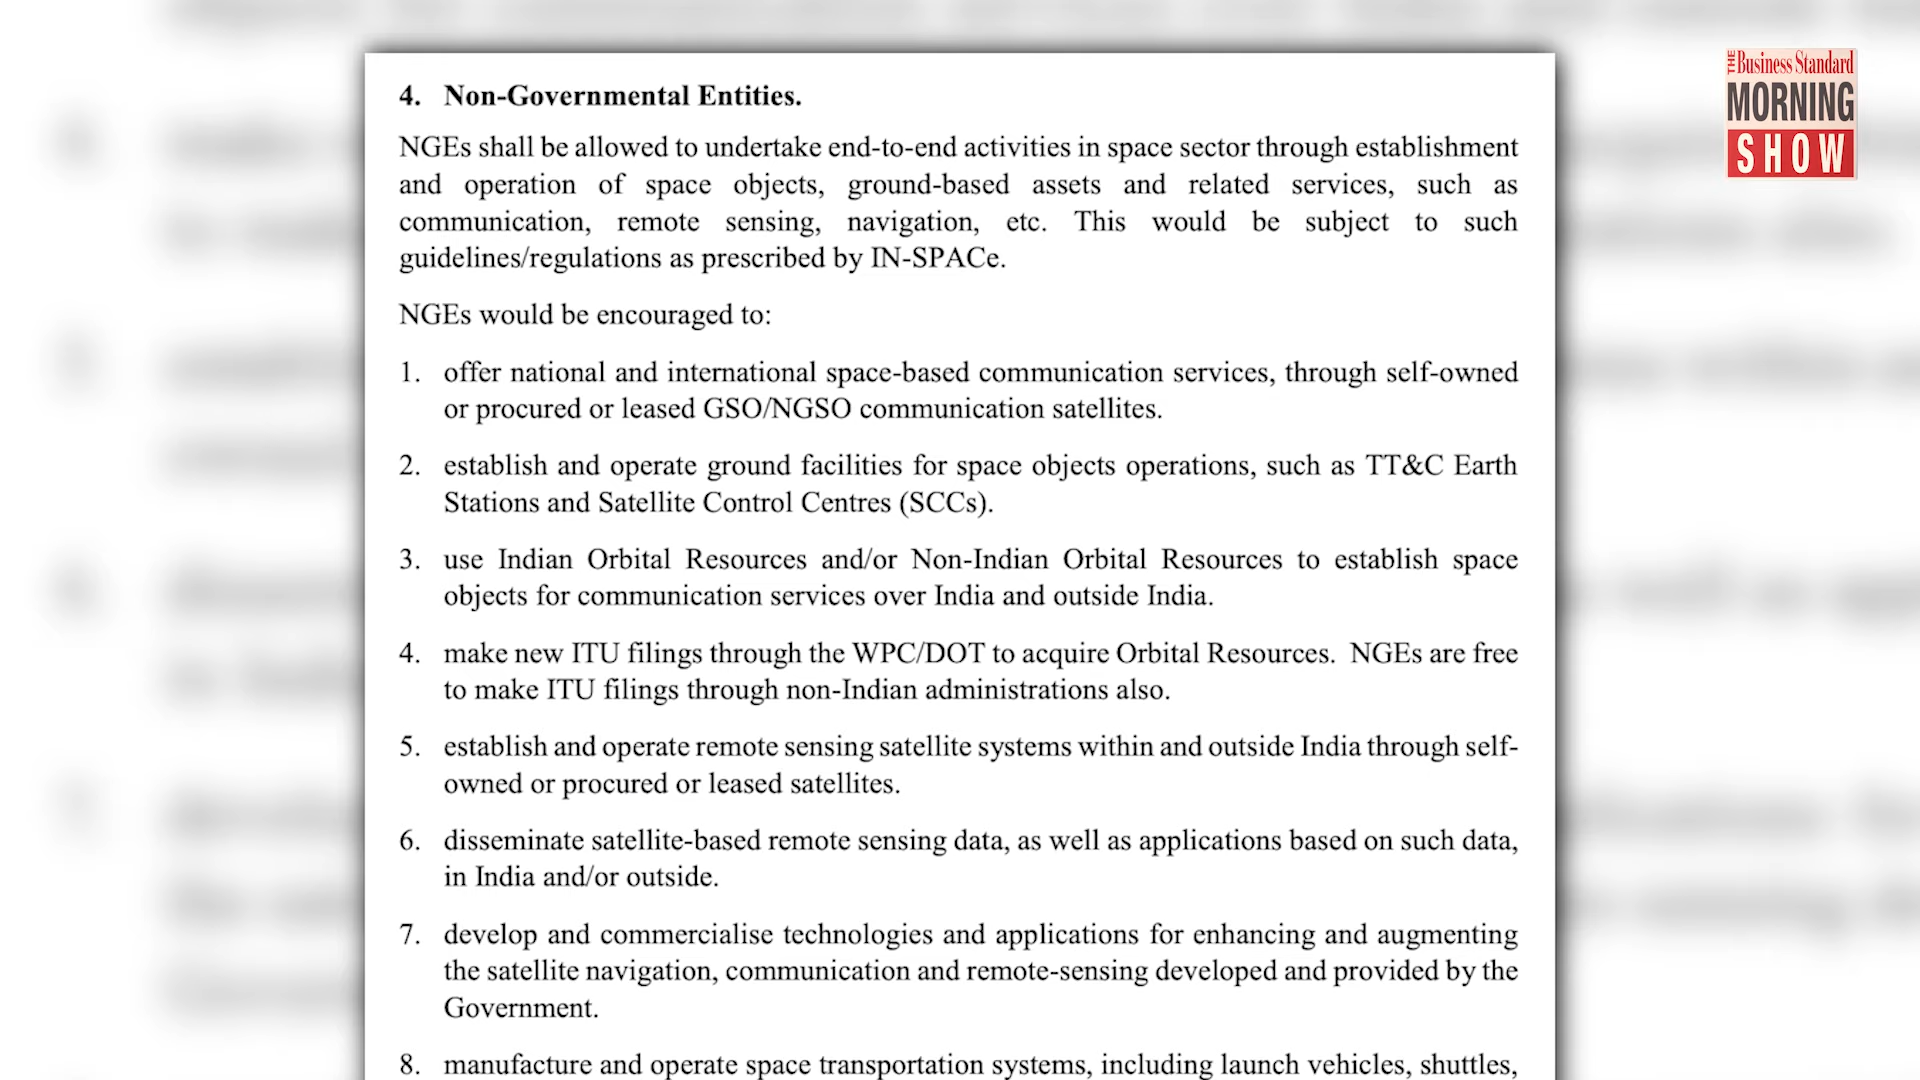 4. Non-Governmental Entities.
NGEs shall be allowed to undertake end-to-end activities in space sector through establishment
and operation of space objects, ground-based assets and related services, such as
communication, remote sensing, navigation, etc. This would be subject to such
guidelines/regulations as prescribed by IN-SPACe.
NGEs would be encouraged to:
1. offer national and international space-based communication services, through self-owned
or procured or leased GSO/NGSO communication satellites.
2. establish and operate ground facilities for space objects operations, such as TT&C Earth
Stations and Satellite Control Centres (SCCs).
3. use Indian Orbital Resources and/or Non-Indian Orbital Resources to establish space
objects for communication services over India and outside India.
4. make new ITU filings through the WPC/DOT to acquire Orbital Resources. NGEs are free
to make ITU filings through non-Indian administrations also.
5. establish and operate remote sensing satellite systems within and outside India through self-
owned or procured or leased satellites.
6. disseminate satellite-based remote sensing data, as well as applications based on such data,
in India and/or outside.
7. develop and commercialise technologies and applications for enhancing and augmenting
the satellite navigation, communication and remote-sensing developed and provided by the
Government.
8. manufacture and operate space transportation systems, including launch vehicles, shuttles,
THE Business Standard
MORNING
SHOW